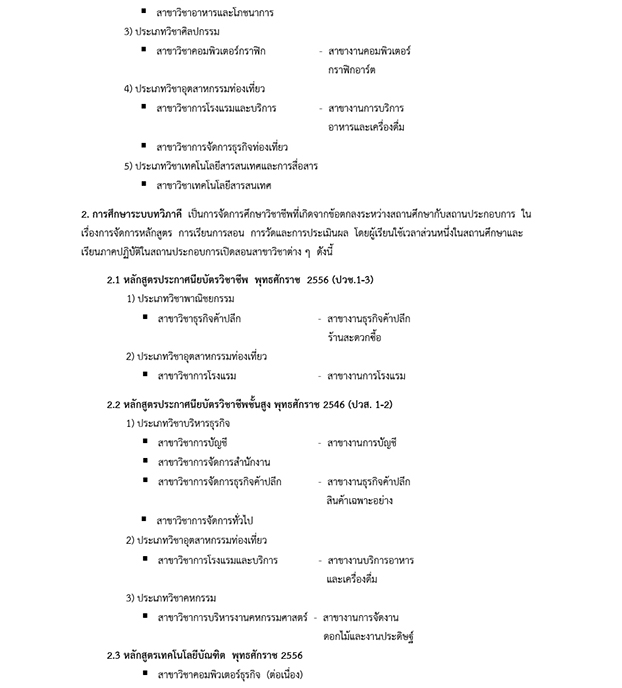 ▪ สาขาวิชาอาหารและโภชนาการ
3) ประเภทวิชาศิลปกรรม
▪ สาขาวิชาคอมพิวเตอร์กราฟิก - สาขางานคอมพิวเตอร์
กราฟิกอาร์ต
4) ประเภทวิชาอุตสาหกรรมท่องเที่ยว
▪ สาขาวิชาการโรงแรมและบริการ - สาขางานการบริการ
อาหารและเครื่องดื่ม
▪ สาขาวิชาการจัดการธุรกิจท่องเที่ยว
5) ประเภทวิชาเทคโนโลยีสารสนเทศและการสื่อสาร
▪ สาขาวิชาเทคโนโลยีสารสนเทศ
2. การศึกษาระบบทวิภาคี เป็นการจัดการศึกษาวิชาชีพที่เกิดจากข้อตกลงระหว่างสถานศึกษากับสถานประกอบการ ใน
เรื่องการจัดการหลักสูตร การเรียนการสอน การวัดและการประเมินผล โดยผู้เรียนใช้เวลาส่วนหนึ่งในสถานศึกษาและ
เรียนภาคปฏิบัติในสถานประกอบการเปิดสอนสาขาวิชาต่าง ๆ ดังนี้
2.1 หลักสูตรประกาศนียบัตรวิชาชีพ พุทธศักราช 2556 (ปวช.1-3)
1) ประเภทวิชาพาณิชยกรรม
▪ สาขาวิชาธุรกิจค้าปลีก - สาขางานธุรกิจค้าปลีก
ร้านสะดวกซื้อ
2) ประเภทวิชาอุตสาหกรรมท่องเที่ยว
▪ สาขาวิชาการโรงแรม - สาขางานการโรงแรม
2.2 หลักสูตรประกาศนียบัตรวิชาชีพชั้นสูง พุทธศักราช 2546 (ปวส. 1-2)
1) ประเภทวิชาบริหารธุรกิจ
▪ สาขาวิชาการบัญชี - สาขางานการบัญชี
▪ สาขาวิชาการจัดการสำนักงาน
▪ สาขาวิชาการจัดการธุรกิจค้าปลีก - สาขางานธุรกิจค้าปลีก
สินค้าเฉพาะอย่าง
▪ สาขาวิชาการจัดการทั่วไป
2) ประเภทวิชาอุตสาหกรรมท่องเที่ยว
▪ สาขาวิชาการโรงแรมและบริการ - สาขางานบริการอาหาร
และเครื่องดื่ม
3) ประเภทวิชาคหกรรม
▪ สาขาวิชาการบริหารงานคหกรรมศาสตร์ - สาขางานการจัดงาน
ดอกไม้และงานประดิษฐ์
2.3 หลักสูตรเทคโนโลยีบัณฑิต พุทธศักราช 2556
▪ สาขาวิชาคอมพิวเตอร์ธุรกิจ (ต่อเนื่อง)